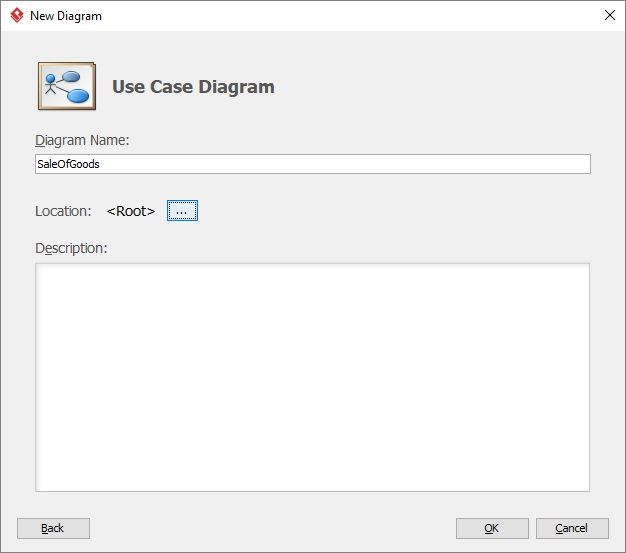 New Diagram
Use Case Diagram
Diagram Name:
SaleOfGoods
Location: <Root> ...
Description:
Back OK Cancel